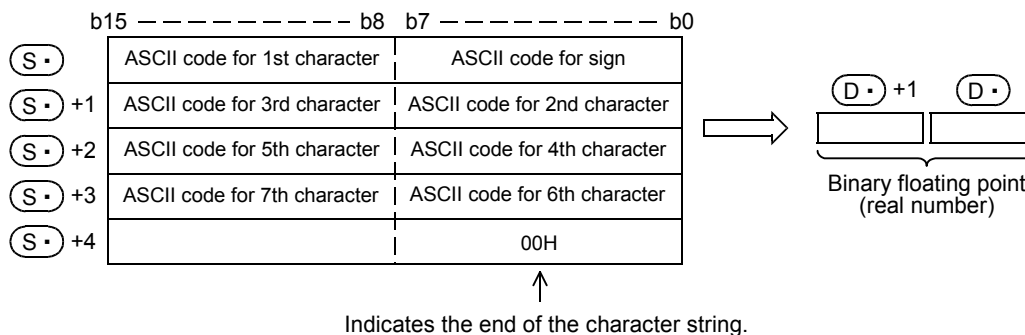 b15 b8 b7 b0
S· ASCII code for 1st character ASCII code for sign
S· +1 ASCII code for 3rd character ASCII code for 2nd character
S· +2 ASCII code for 5th character ASCII code for 4th character
S· +3 ASCII code for 7th character ASCII code for 6th character
S· +4 00H
Indicates the end of the character string.
D· +1 D·
Binary floating point
(real number)